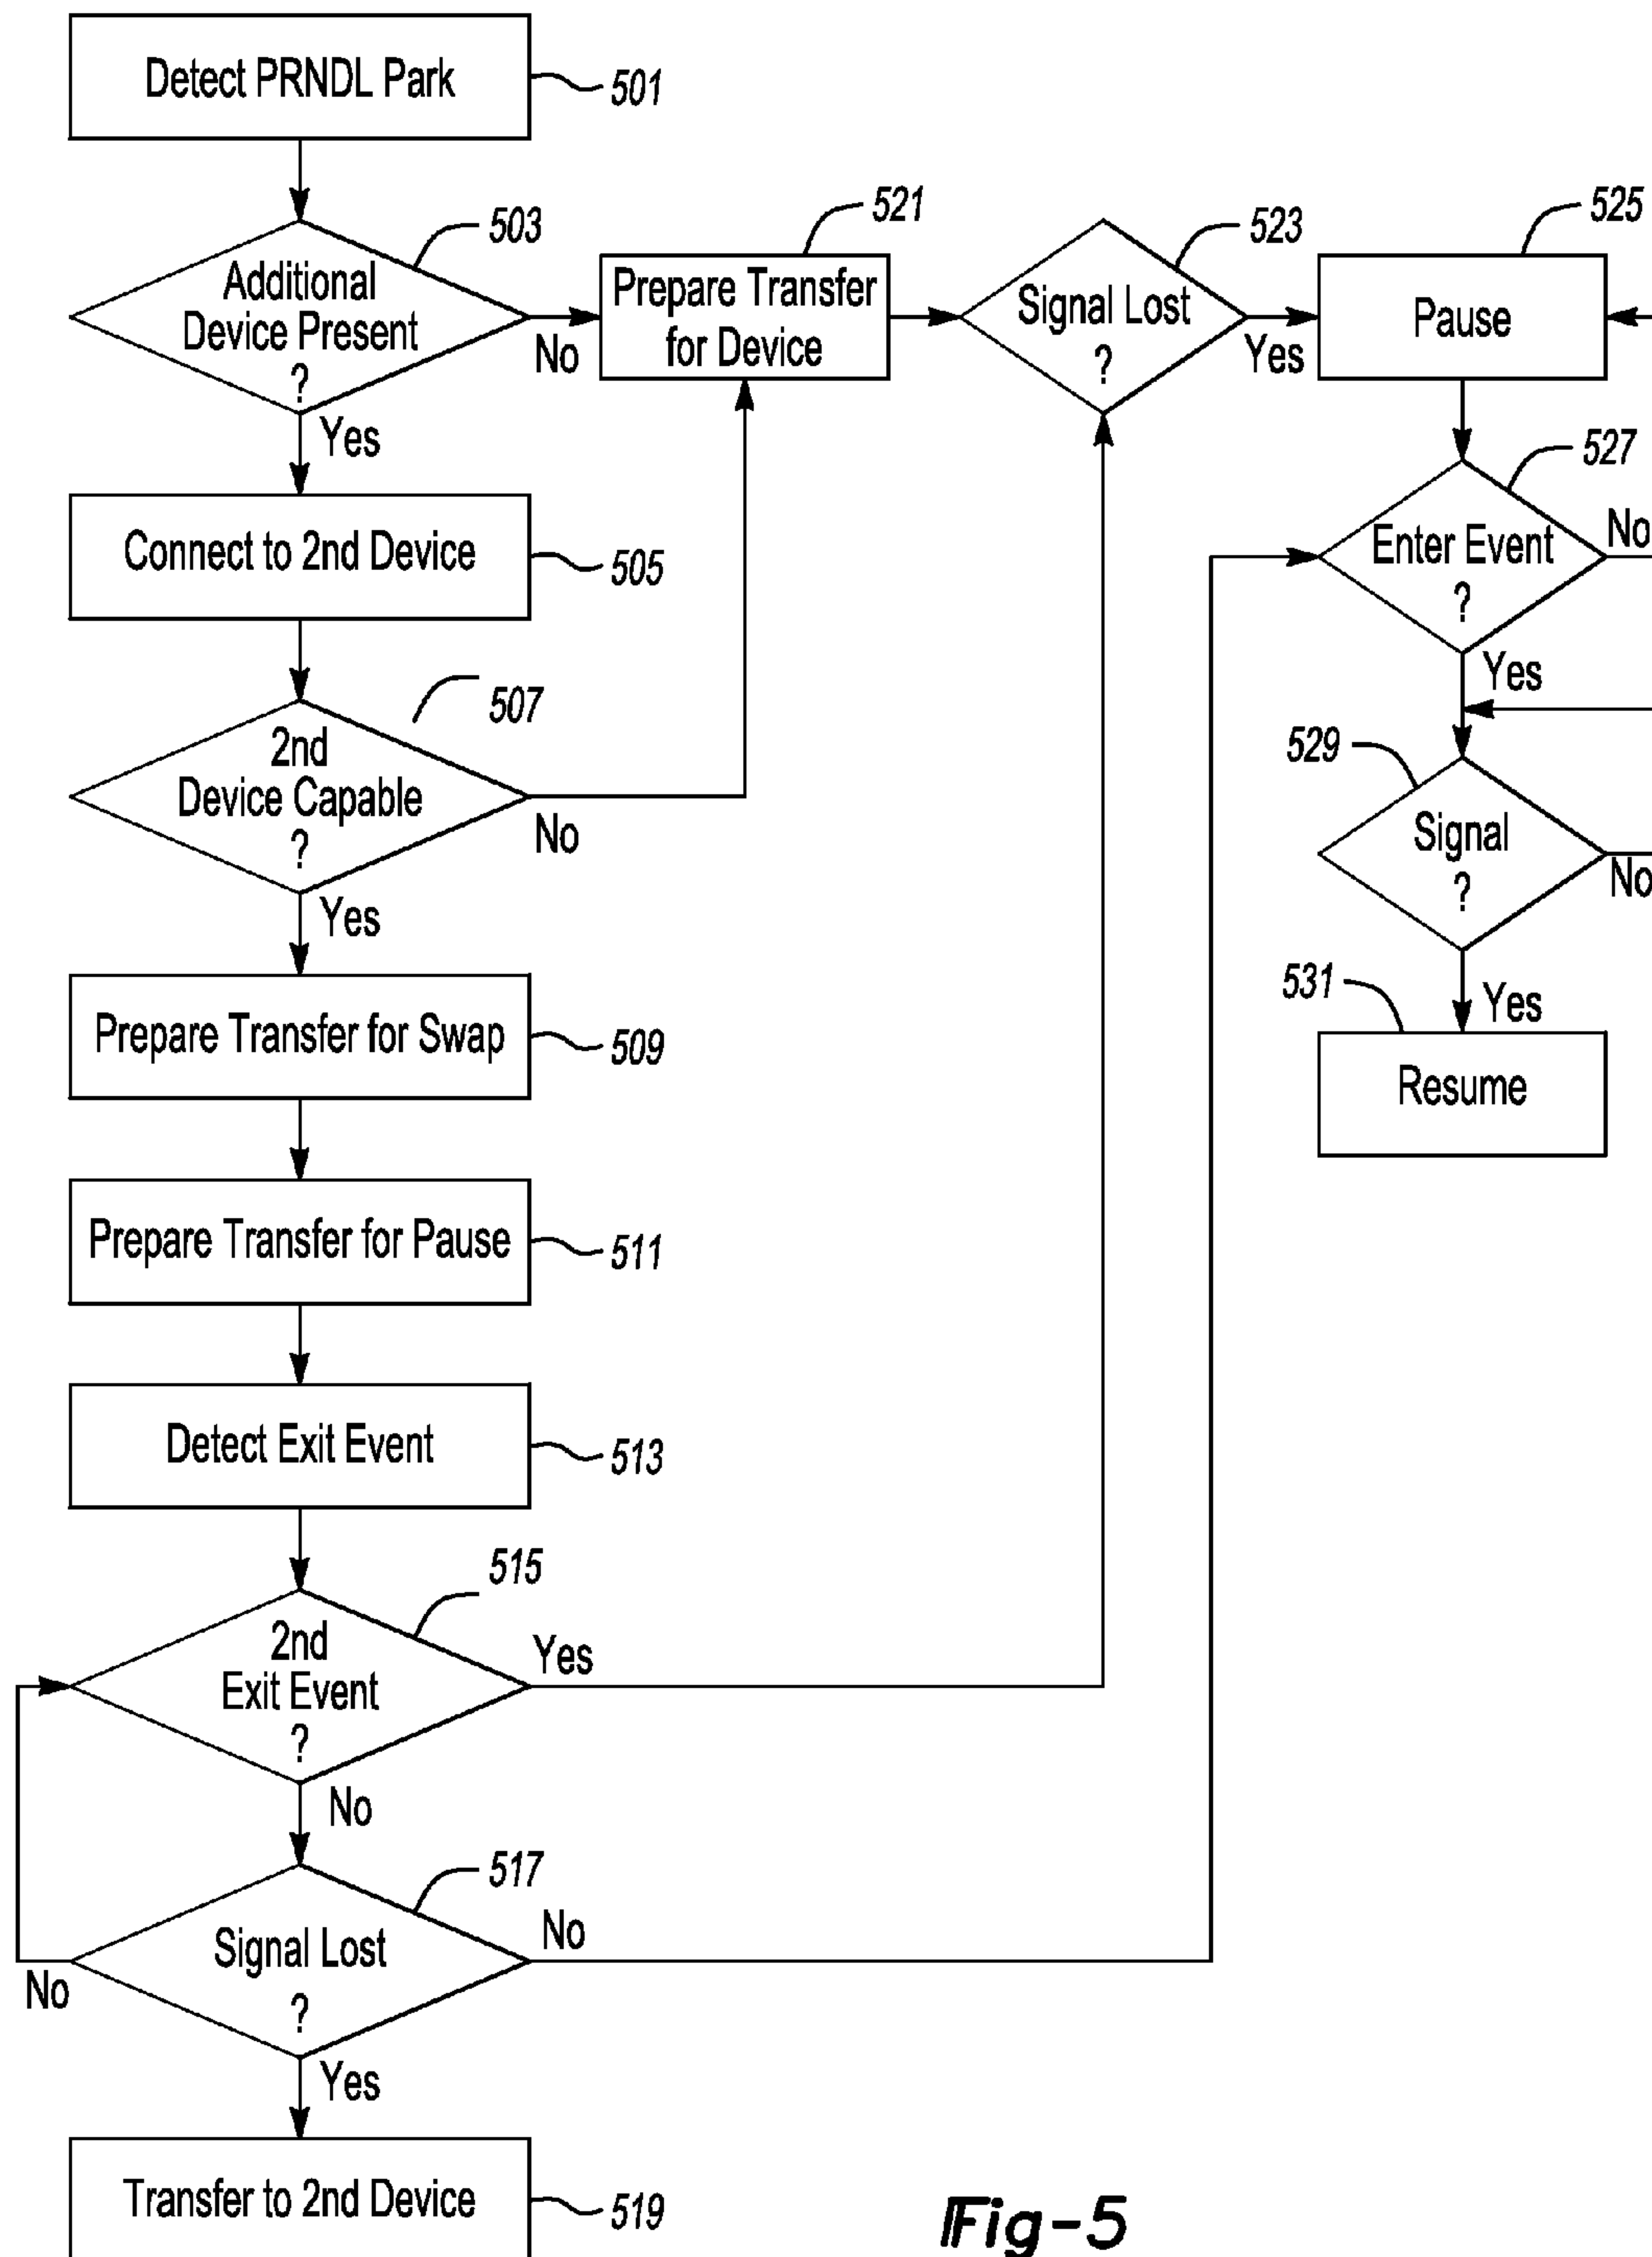 Detect PRNDL Park
501
Additional
Device Present
?
503
No
Yes
Prepare Transfer
for Device
521
Signal Lost
?
523
Yes
Pause
525
Connect to 2nd Device
505
Enter Event
?
527
No
Yes
2nd
Device Capable
?
507
No
Yes
Signal
?
529
No
Yes
Prepare Transfer for Swap
509
Resume
531
Prepare Transfer for Pause
511
Detect Exit Event
513
2nd
Exit Event
?
515
Yes
No
Signal Lost
?
517
No
No
Yes
Transfer to 2nd Device
519
Fig-5